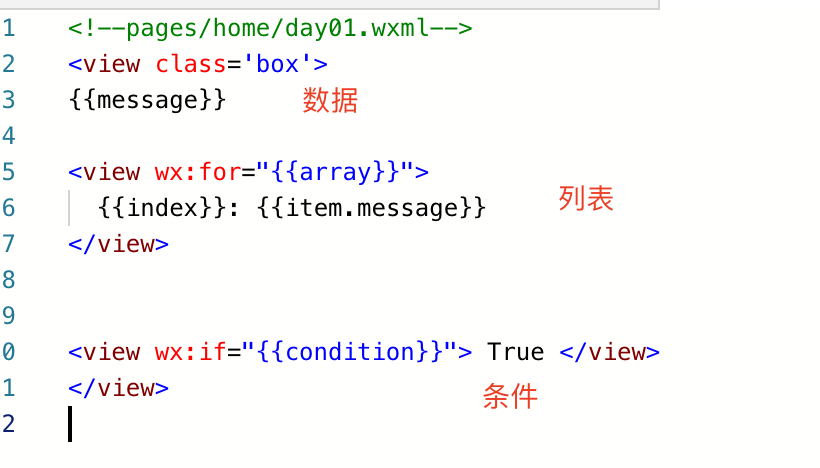 1 <!--pages/home/day01.wxml-->
2 <view class='box'>
3 {{message}} 数据
4
5 <view wx:for="{{array}}">
6 {{index}}: {{item.message}} 列表
7 </view>
8
9
0 <view wx:if="{{condition}}"> True </view>
1 </view> 条件
2